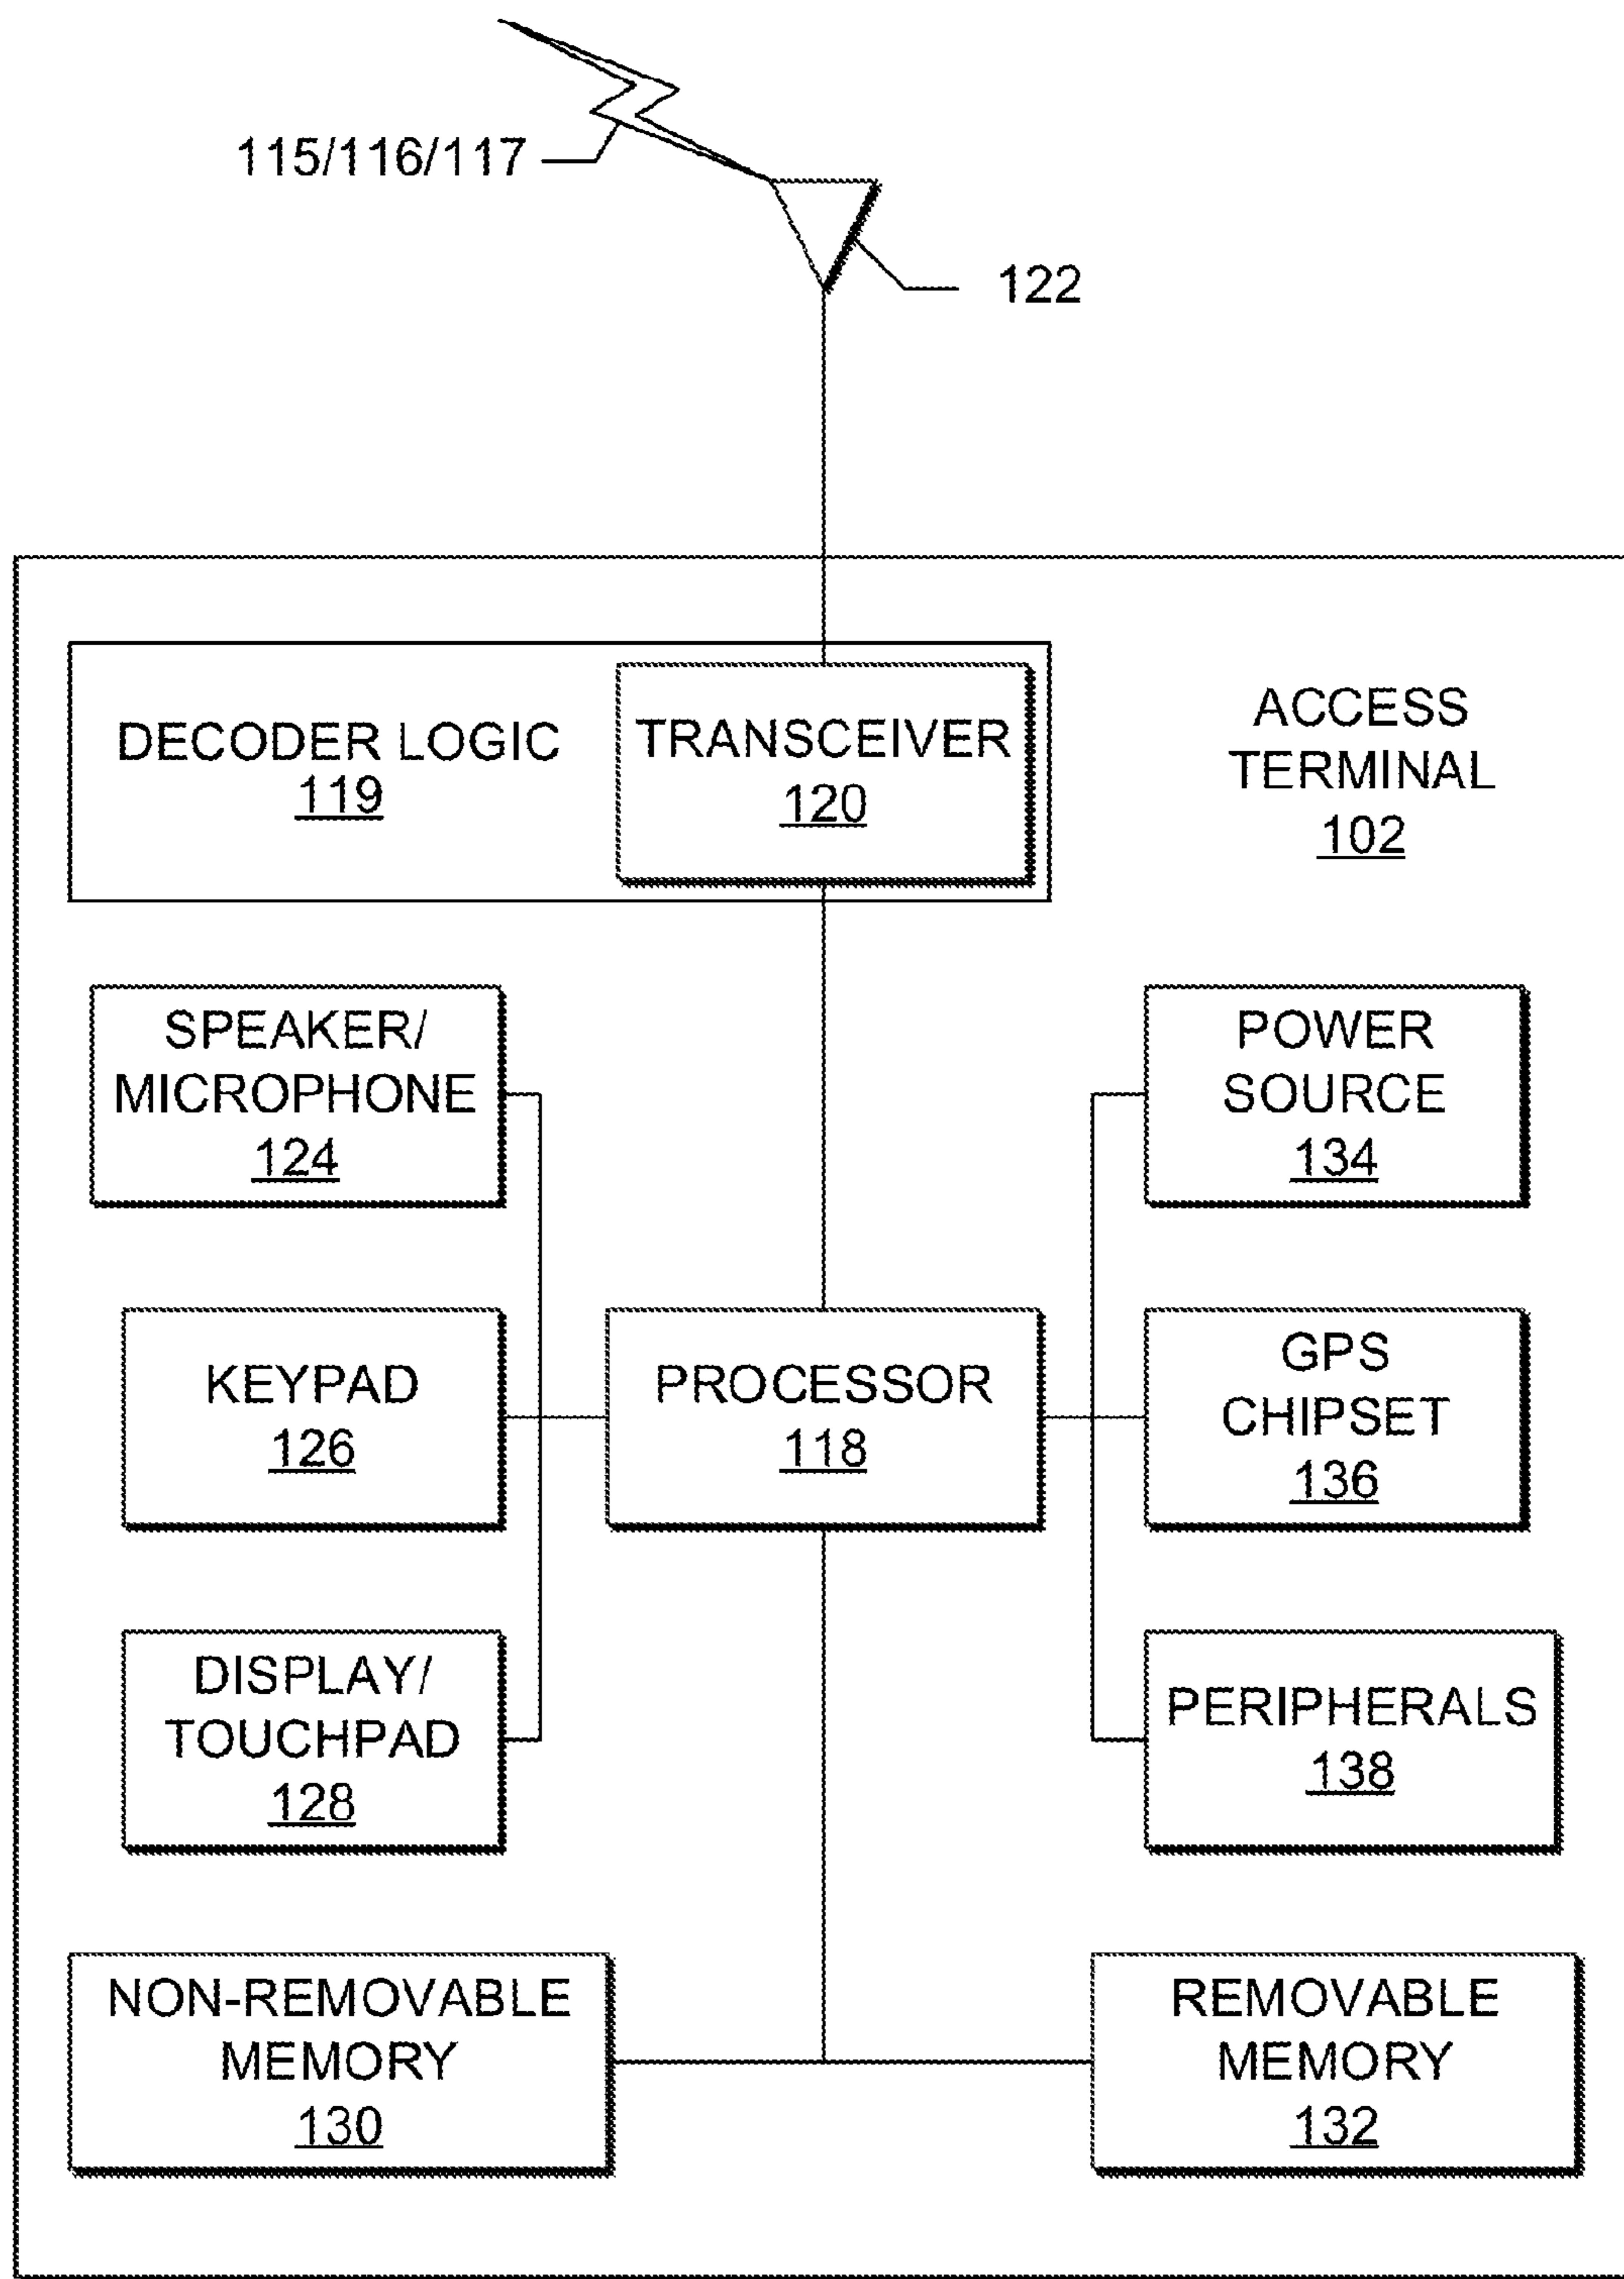 115/116/117
122
DECODER LOGIC
119
TRANSCEIVER
120
ACCESS
TERMINAL
102
SPEAKER/
MICROPHONE
124
POWER
SOURCE
134
KEYPAD
126
PROCESSOR
118
GPS
CHIPSET
136
DISPLAY/
TOUCHPAD
128
PERIPHERALS
138
NON-REMOVABLE
MEMORY
130
REMOVABLE
MEMORY
132